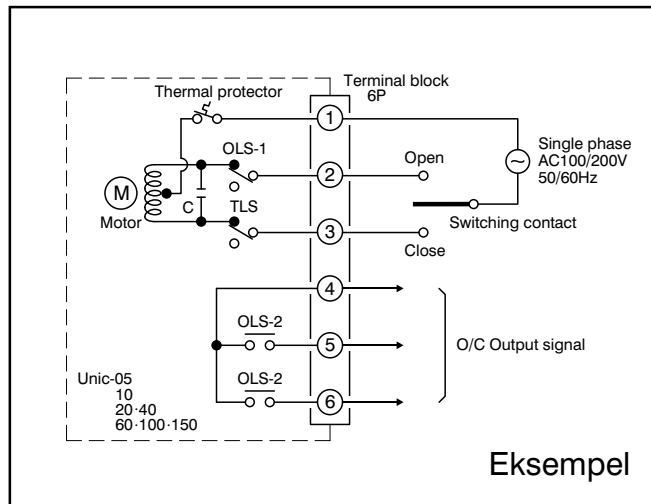 Terminal block
6P
Thermal protector
1
Single phase
AC100/200V
50/60Hz
OLS-1
2
Open
M
Motor
C
TLS
3
Switching contact
Close
4
OLS-2
5
O/C Output signal
OLS-2
6
Unic-05
10
20·40
60·100·150
Eksempel